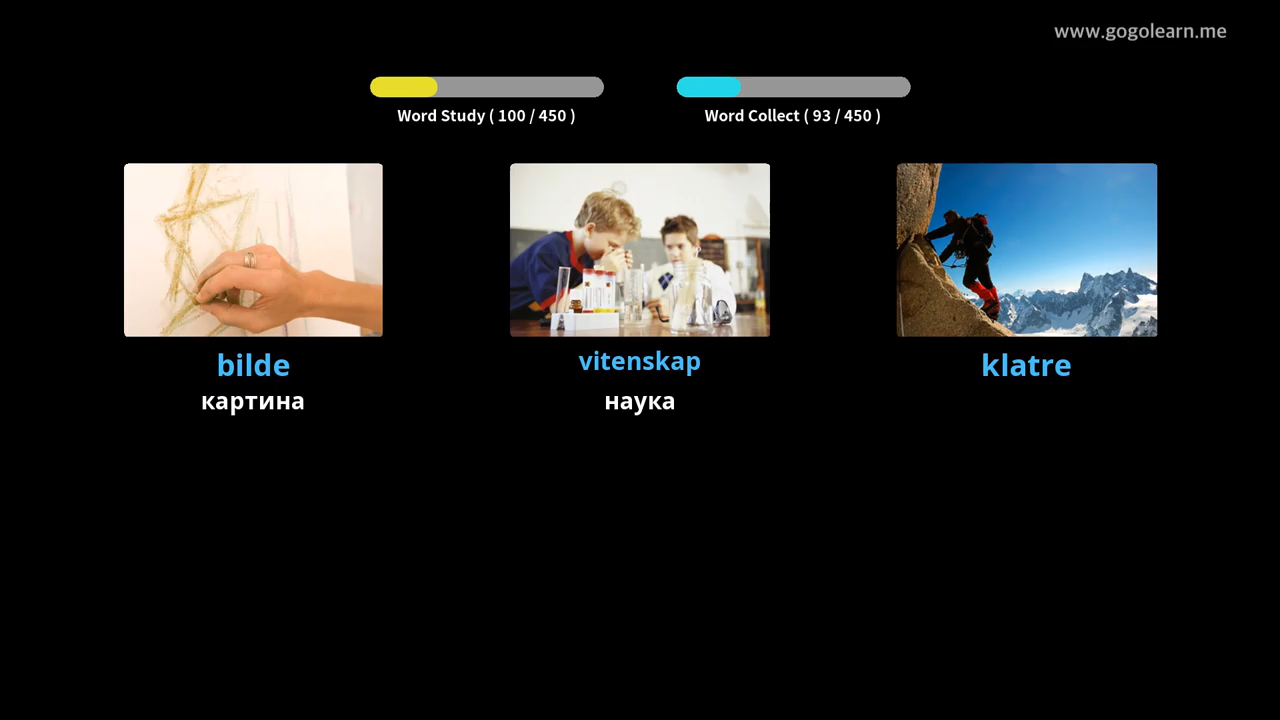 www.gogolearn.me
Word Study ( 100 / 450 )
Word Collect ( 93 / 450 )
bilde
картина
vitenskap
наука
klatre